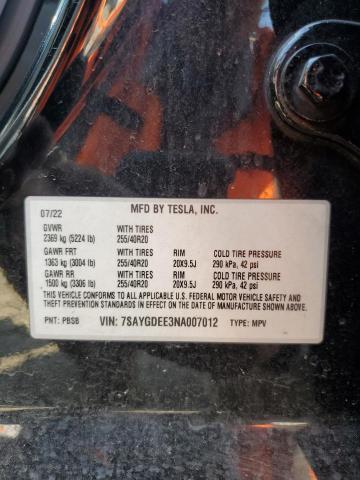 MFD BY TESLA, INC.
07/22
GVWR WITH TIRES
2369 kg (5224 lb) 255/40R20
GAWR FRT WITH TIRES RIM COLD TIRE PRESSURE
1363 kg (3004 lb) 255/40R20 20X9.5J 290 kPa, 42 psi
GAWR RR WITH TIRES RIM COLD TIRE PRESSURE
1500 kg (3306 lb) 255/40R20 20X9.5J 290 kPa, 42 psi
THIS VEHICLE CONFORMS TO ALL APPLICABLE U.S. FEDERAL MOTOR VEHICLE SAFETY AND
THEFT PREVENTION STANDARDS IN EFFECT ON THE DATE OF MANUFACTURE SHOWN ABOVE.
PNT: PBSB VIN: 7SAYGDEE3NA007012 TYPE: MPV